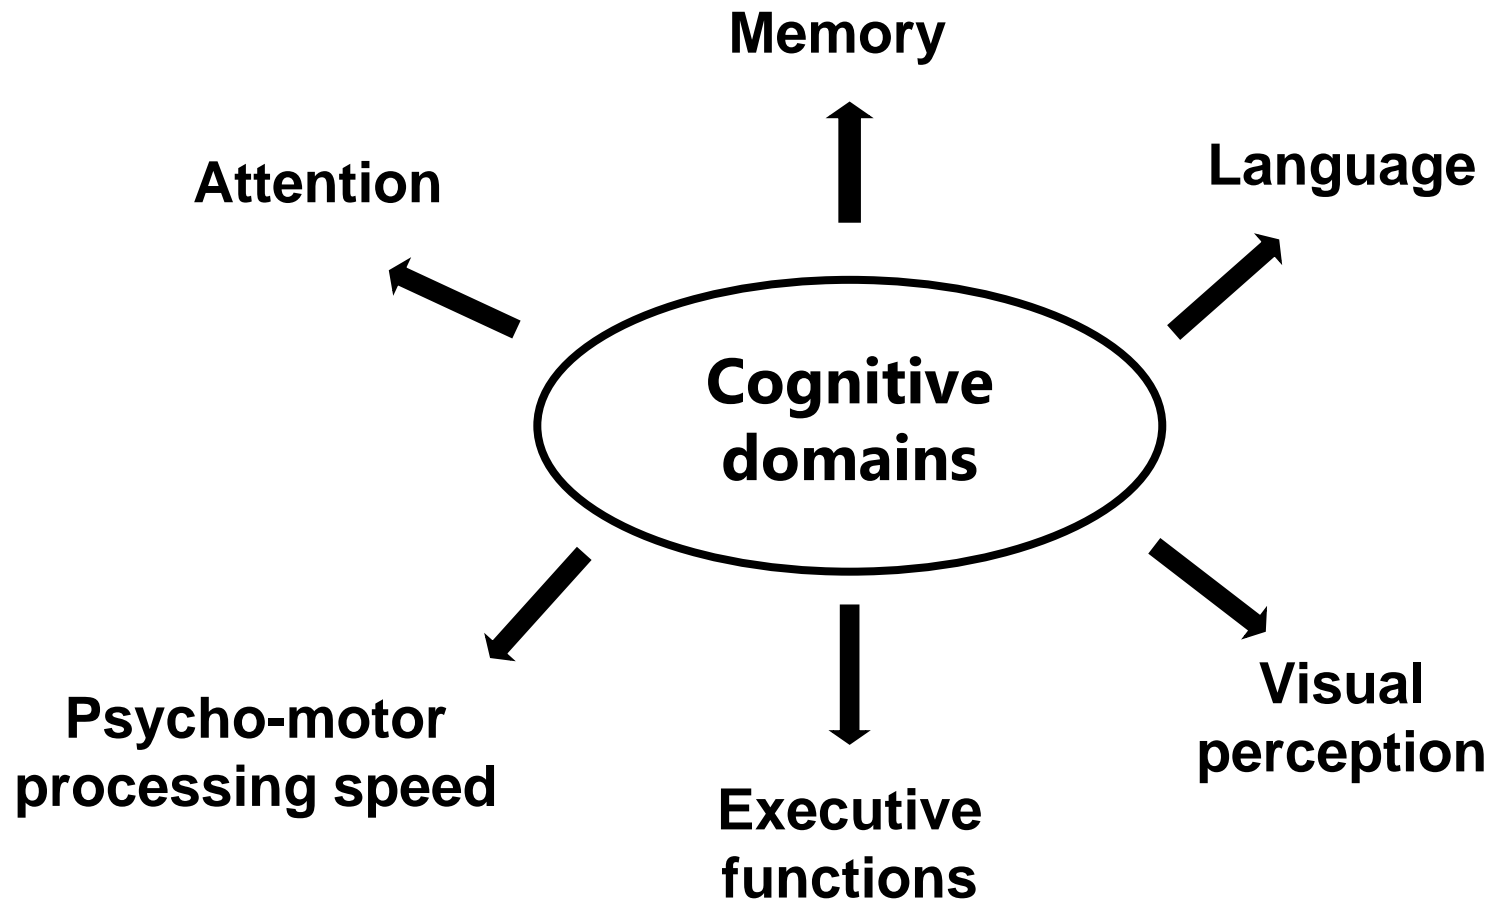 Memory
Attention
Language
Cognitive
domains
Psycho-motor
processing speed
Visual
perception
Executive
functions